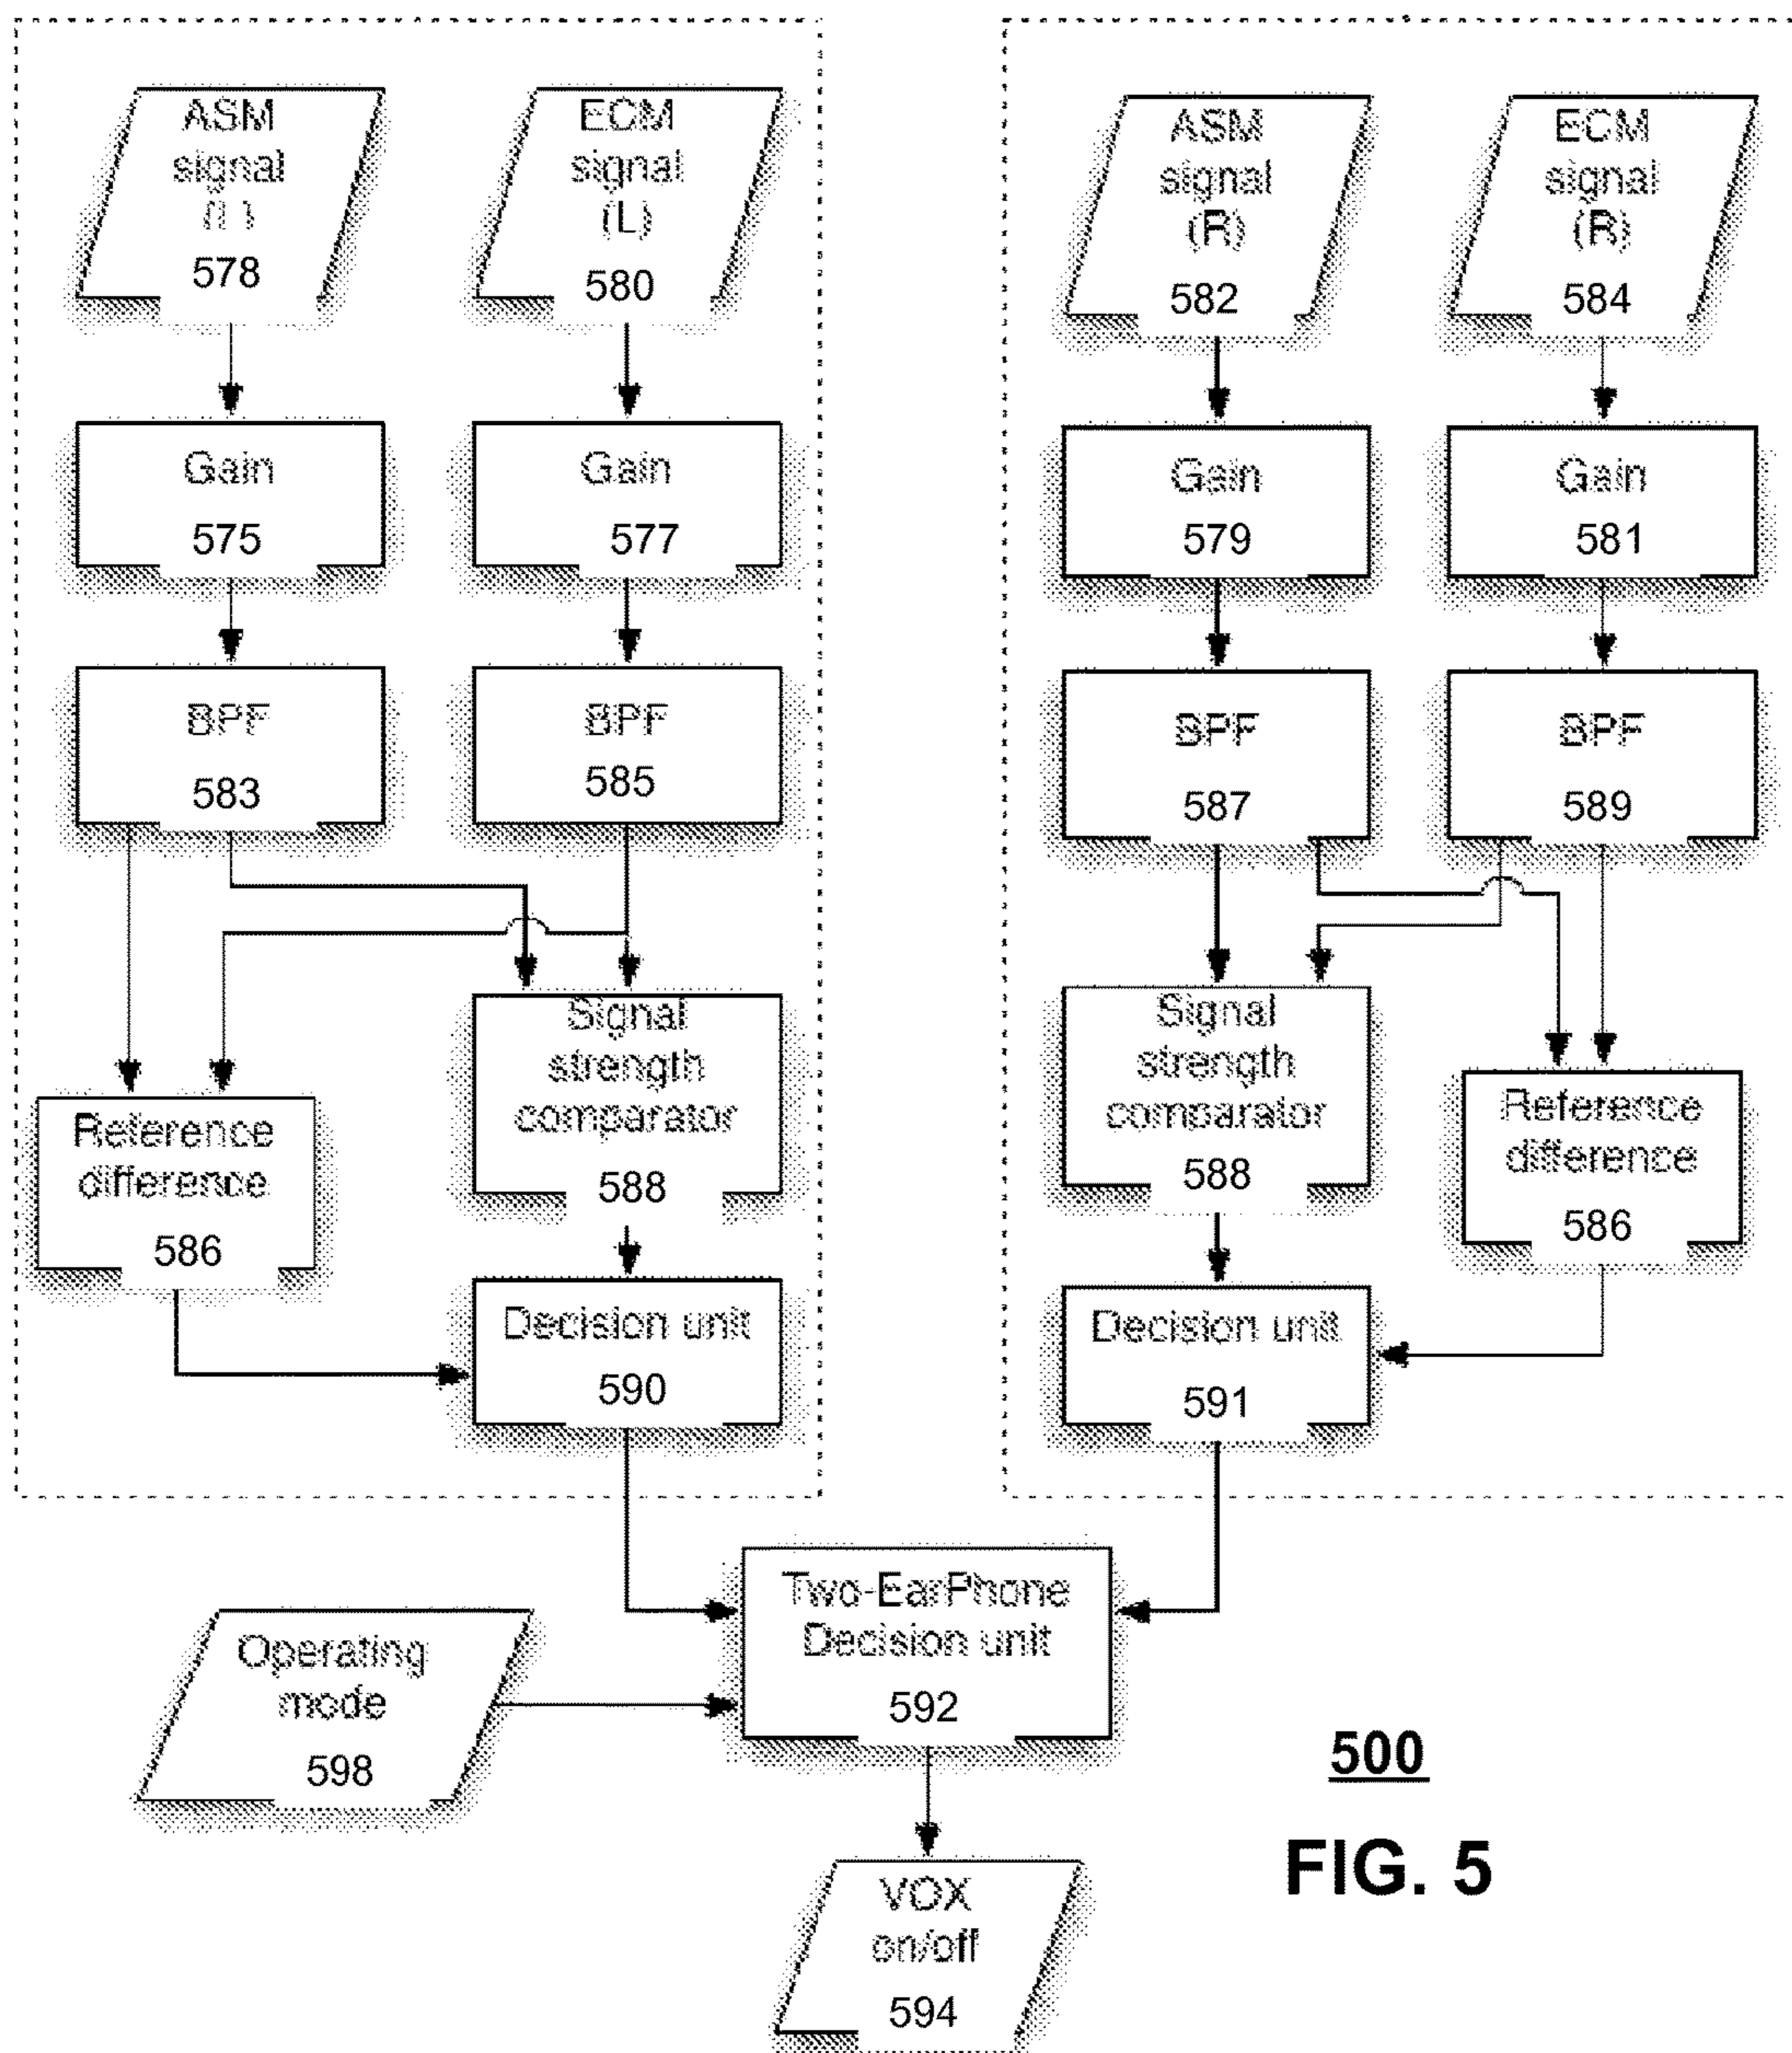 ASM
signal
(L)
578
ECM
signal
(L)
580
Gain
575
Gain
577
BPF
583
BPF
585
Reference
difference
586
Signal
strength
comparator
588
Decision unit
590
ASM
signal
(R)
582
ECM
signal
(R)
584
Gain
579
Gain
581
BPF
587
BPF
589
Signal
strength
comparator
588
Reference
difference
586
Decision unit
591
Two-EarPhone
Decision unit
592
Operating
mode
598
VOX
on/off
594
500
FIG. 5